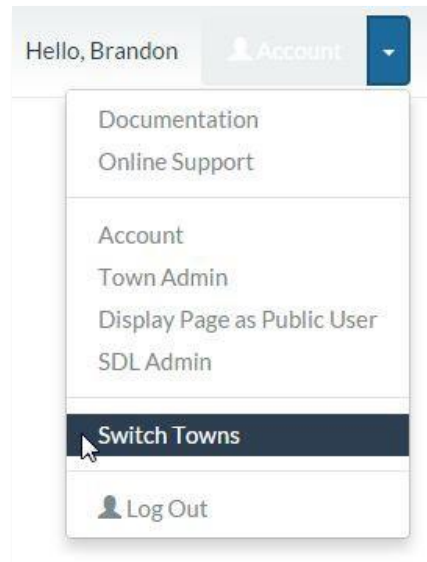 Hello, Brandon Account
Documentation
Online Support
Account
Town Admin
Display Page as Public User
SDL Admin
Switch Towns
Log Out